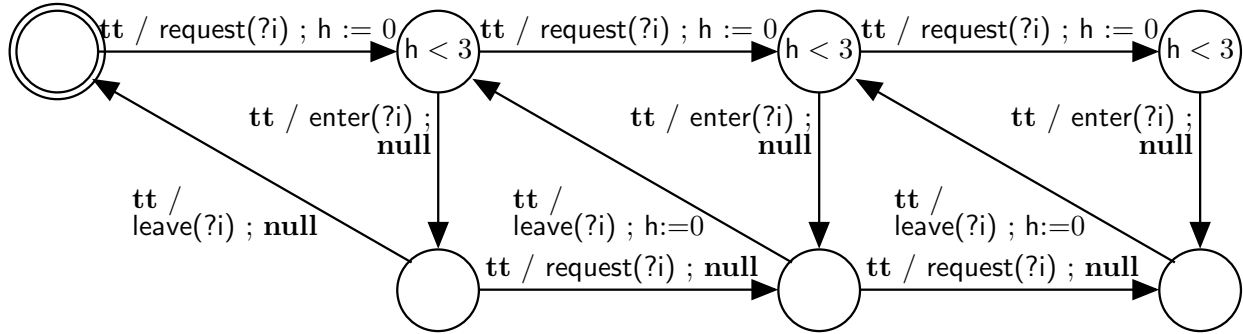 tt / request(?i) ; h := 0
h < 3
tt / request(?i) ; h := 0
h < 3
tt / request(?i) ; h := 0
h < 3
tt / enter(?i) ;
null
tt / enter(?i) ;
null
tt / enter(?i) ;
null
tt /
leave(?i) ; null
tt /
leave(?i) ; h:=0
tt /
leave(?i) ; h:=0
tt / request(?i) ; null
tt / request(?i) ; null